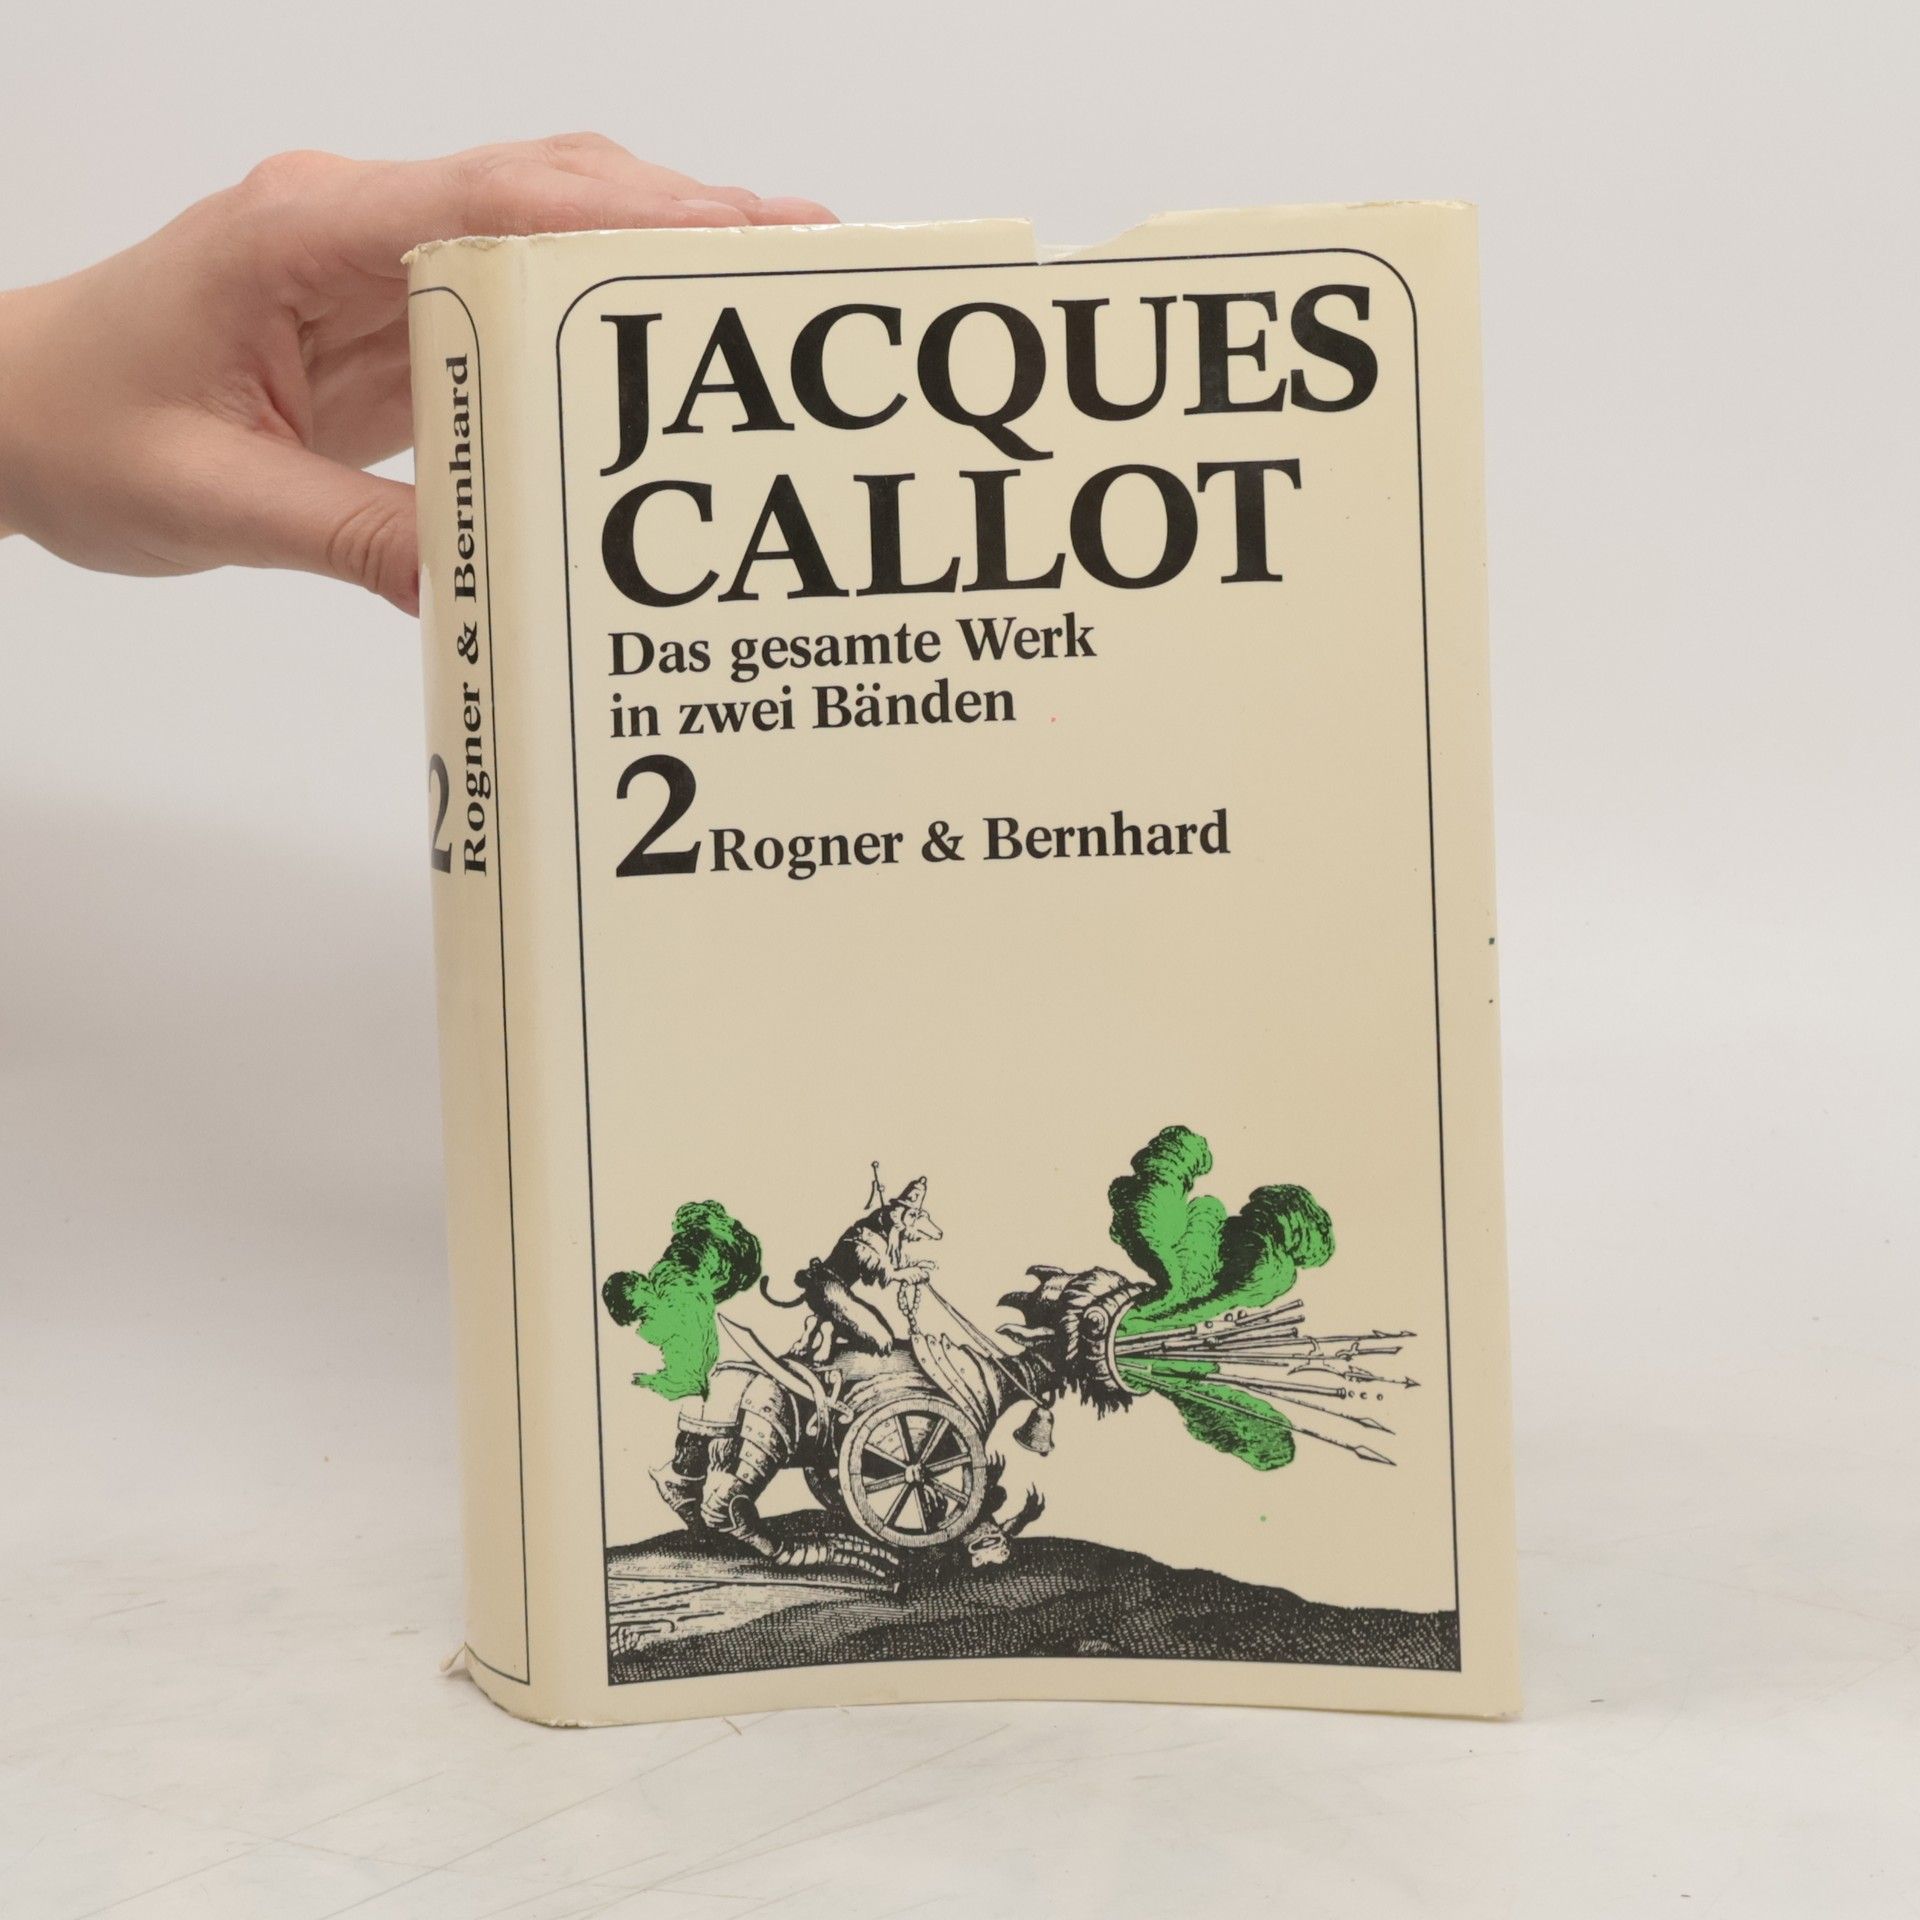 JACQUES
CALLOT
Das gesamte Werk
in zwei Bänden
2 Rogner & Bernhard
2
Rogner & Bernhard